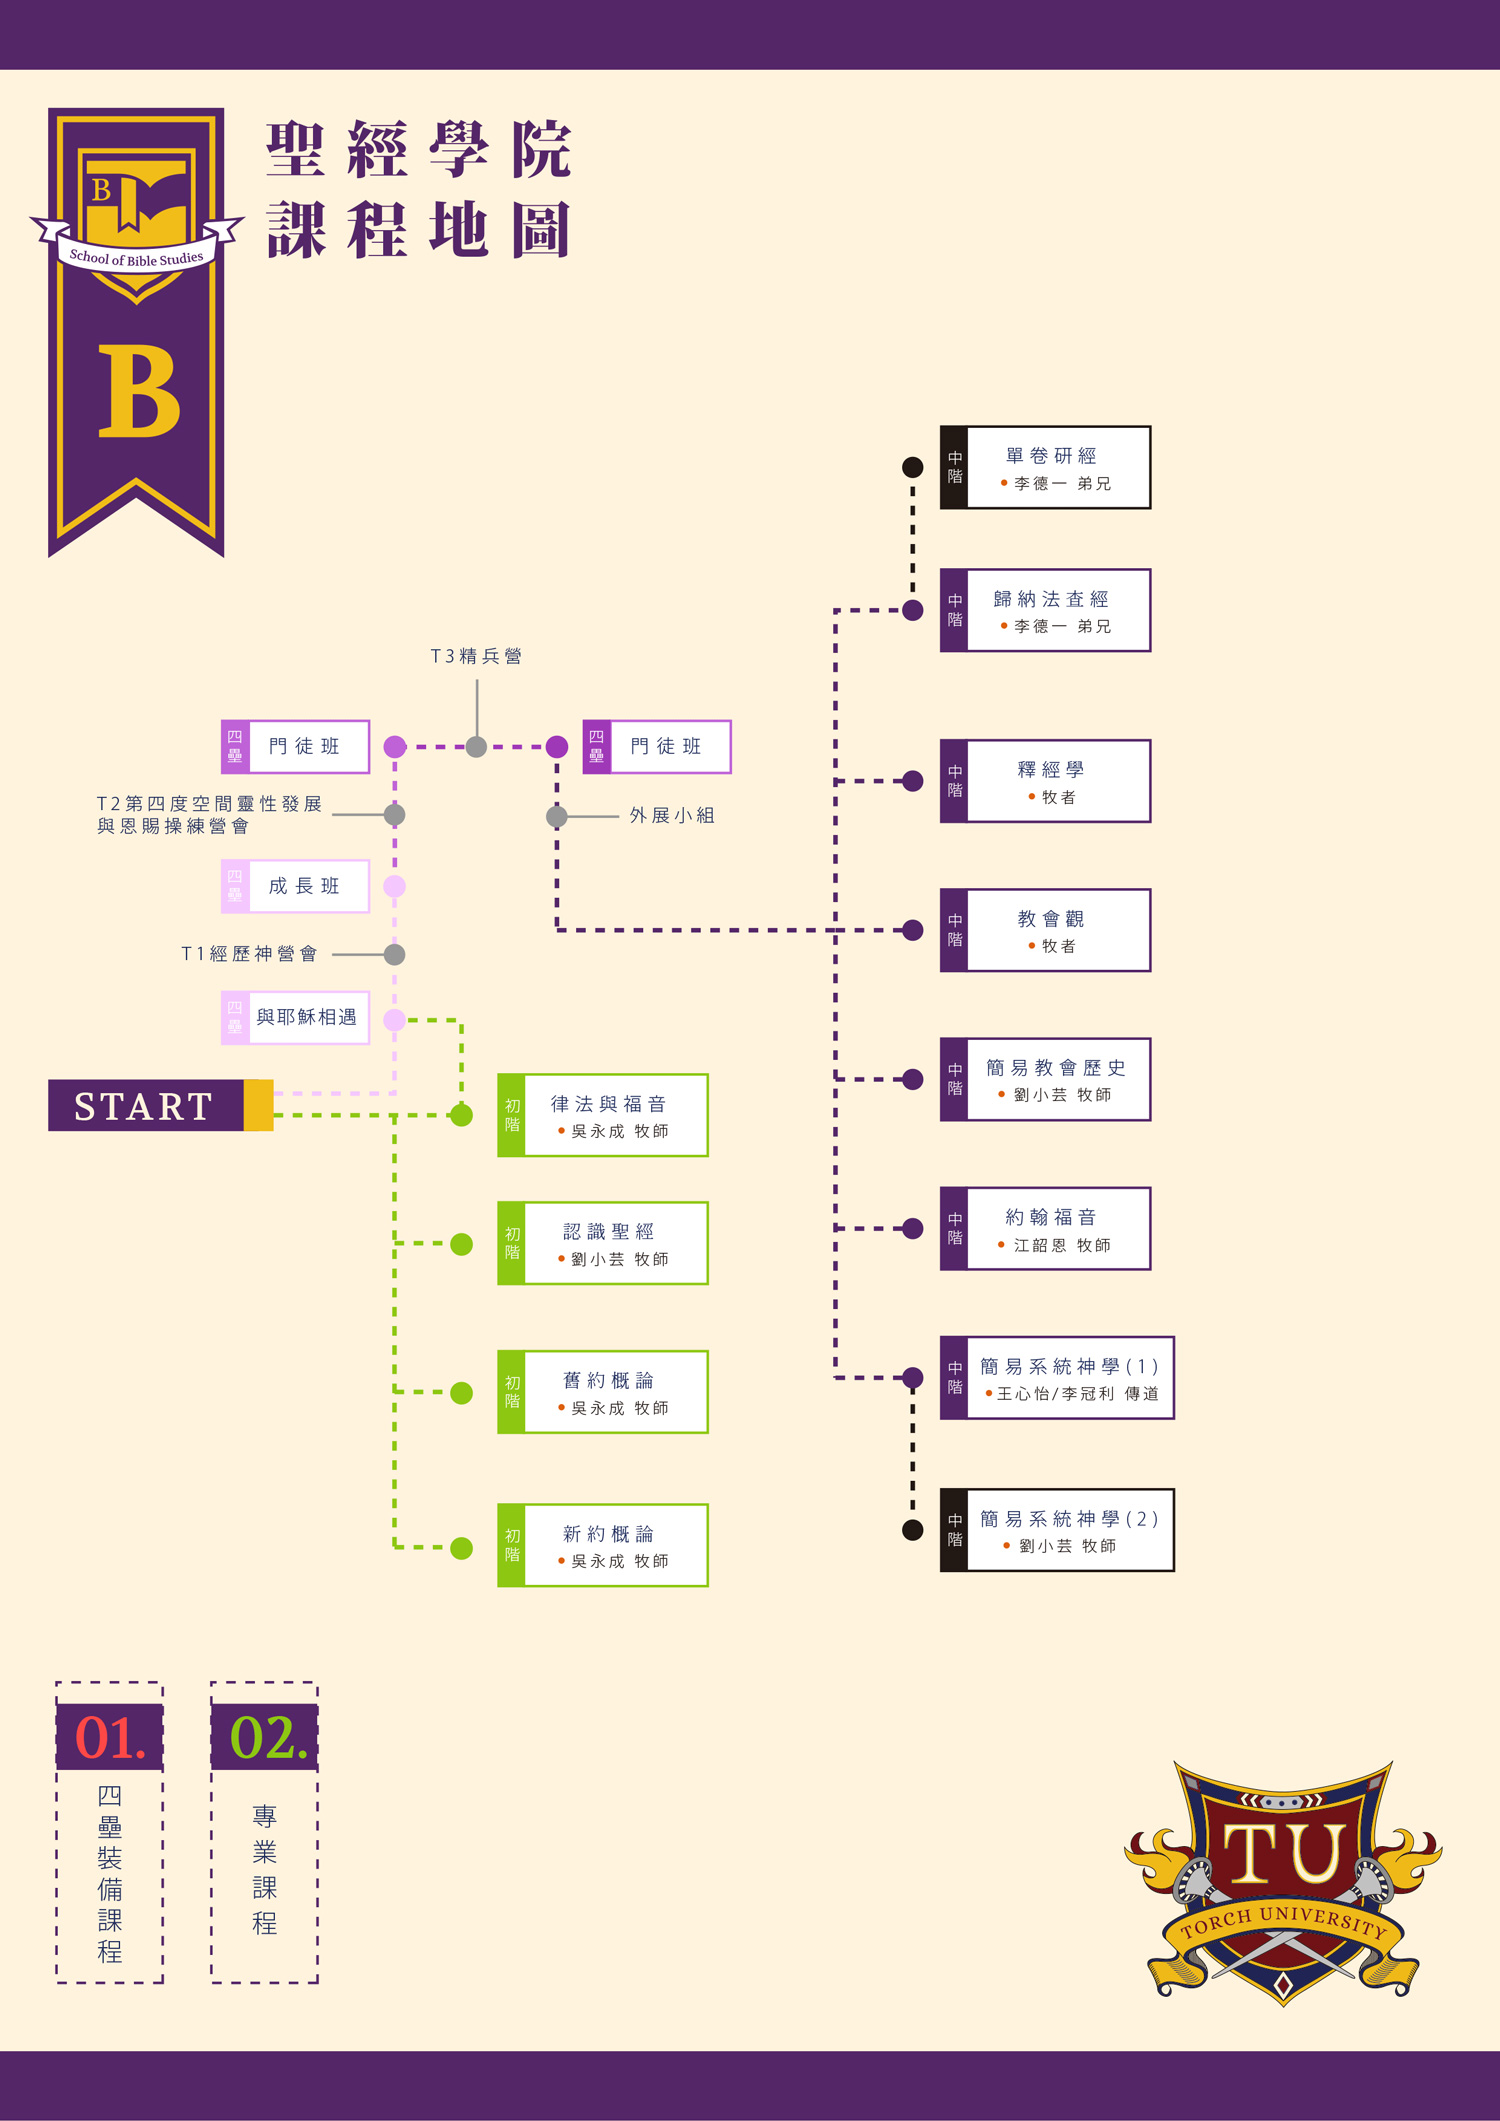 聖經學院
課程地圖
B
School of Bible Studies
B
中階
單卷研經
李德一 弟兄
中階
歸納法查經
李德一 弟兄
T3精兵營
四壘
門徒班
四壘
門徒班
T2第四度空間靈性發展
與恩賜操練營會
外展小組
中階
釋經學
牧者
四壘
成長班
中階
教會觀
牧者
T1經歷神營會
四壘
與耶穌相遇
START
初階
律法與福音
吳永成 牧師
中階
簡易教會歷史
劉小芸 牧師
初階
認識聖經
劉小芸 牧師
中階
約翰福音
江韶恩 牧師
初階
舊約概論
吳永成 牧師
中階
簡易系統神學(1)
王心怡/李冠利 傳道
初階
新約概論
吳永成 牧師
中階
簡易系統神學(2)
劉小芸 牧師
01.
四壘裝備課程
02.
專業課程
TU
TORCH UNIVERSITY